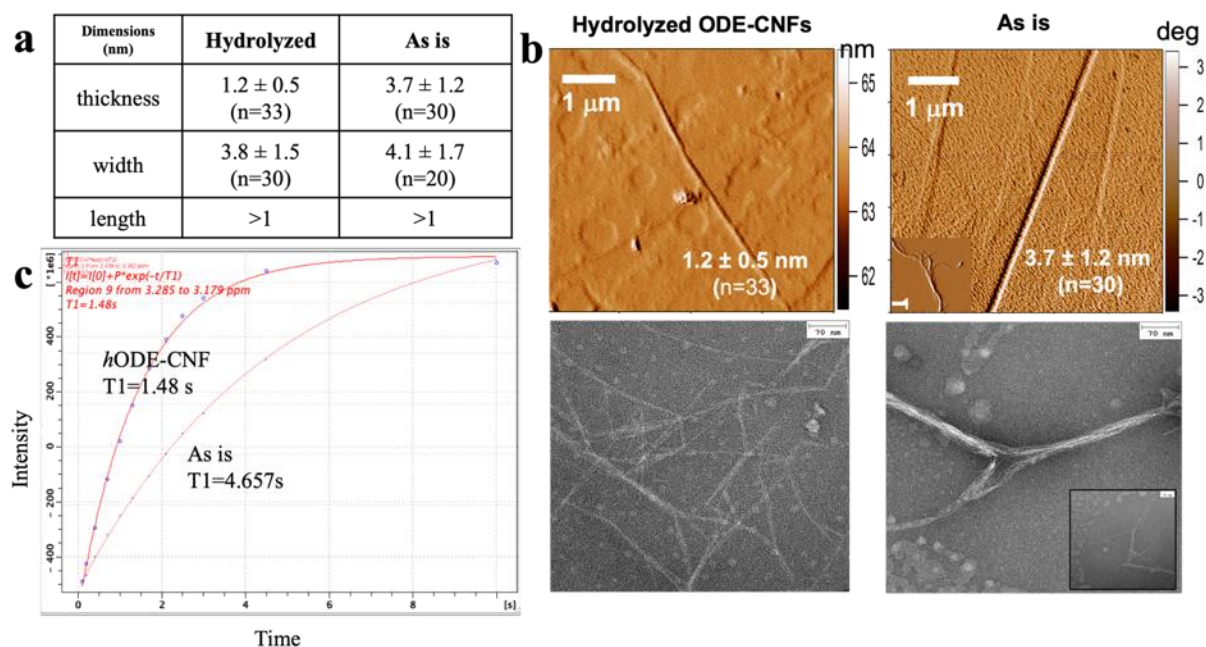 a
Dimensions (nm) Hydrolyzed As is
thickness 1.2 ± 0.5 (n=33) 3.7 ± 1.2 (n=30)
width 3.8 ± 1.5 (n=30) 4.1 ± 1.7 (n=20)
length >1 >1
b
Hydrolyzed ODE-CNFs
nm
1 μm
65
64
63
62
1.2 ± 0.5 nm
(n=33)
As is
deg
1 μm
3
2
1
0
-1
-2
-3
3.7 ± 1.2 nm
(n=30)
1
70 nm
70 nm
c
[*1e6]
I[t]=I[0]+P*exp(-t/T1)
Region 9 from 3.285 to 3.179 ppm
T1=1.48s
400
200
0
- 200
- 400
hODE-CNF
T1=1.48 s
As is
T1=4.657s
Intensity
0 2 4 6 8 [s]
Time